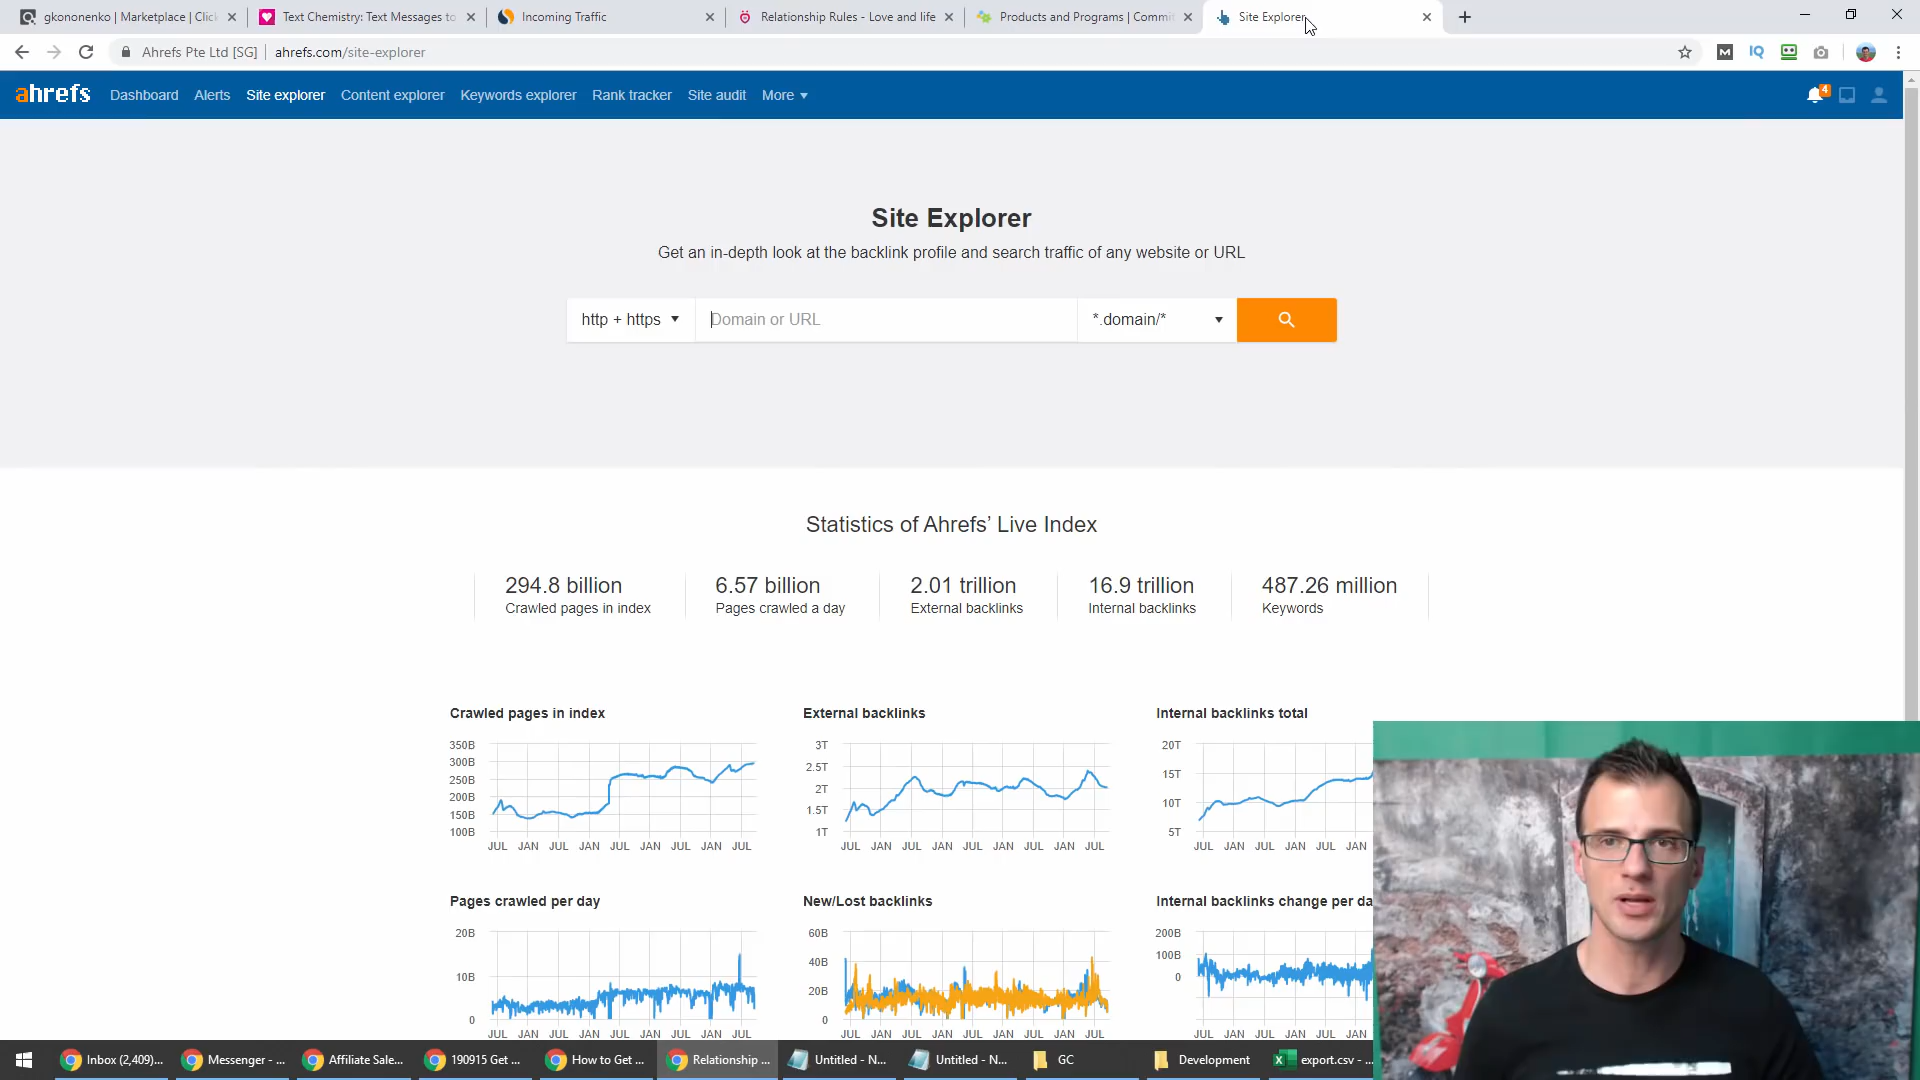 gkononenko | Marketplace | Clic
Text Chemistry: Text Messages to
Incoming Traffic
Relationship Rules - Love and life
Products and Programs | Commi
Site Explorer
Ahrefs Pte Ltd [SG] | ahrefs.com/site-explorer
M
IQ
ahrefs
Dashboard
Alerts
Site explorer
Content explorer
Keywords explorer
Rank tracker
Site audit
More
4
Site Explorer
Get an in-depth look at the backlink profile and search traffic of any website or URL
http + https
Domain or URL
*.domain/*
Statistics of Ahrefs’ Live Index
294.8 billion
Crawled pages in index
6.57 billion
Pages crawled a day
2.01 trillion
External backlinks
16.9 trillion
Internal backlinks
487.26 million
Keywords
Crawled pages in index
350B
300B
250B
200B
150B
100B
JUL JAN JUL JAN JUL JAN JUL JAN JUL
External backlinks
3T
2.5T
2T
1.5T
1T
JUL JAN JUL JAN JUL JAN JUL JAN JUL
Internal backlinks total
20T
15T
10T
5T
JUL JAN JUL JAN JUL JAN
Pages crawled per day
20B
10B
0
JUL JAN JUL JAN JUL JAN JUL JAN JUL
New/Lost backlinks
60B
40B
20B
0
JUL JAN JUL JAN JUL JAN JUL JAN JUL
Internal backlinks change per da
200B
100B
0
JUL JAN JUL JAN JUL JAN
Inbox (2,409)...
Messenger - ...
Affiliate Sale...
190915 Get ...
How to Get ...
Relationship ...
Untitled - N...
Untitled - N...
GC
Development
export.csv - ...